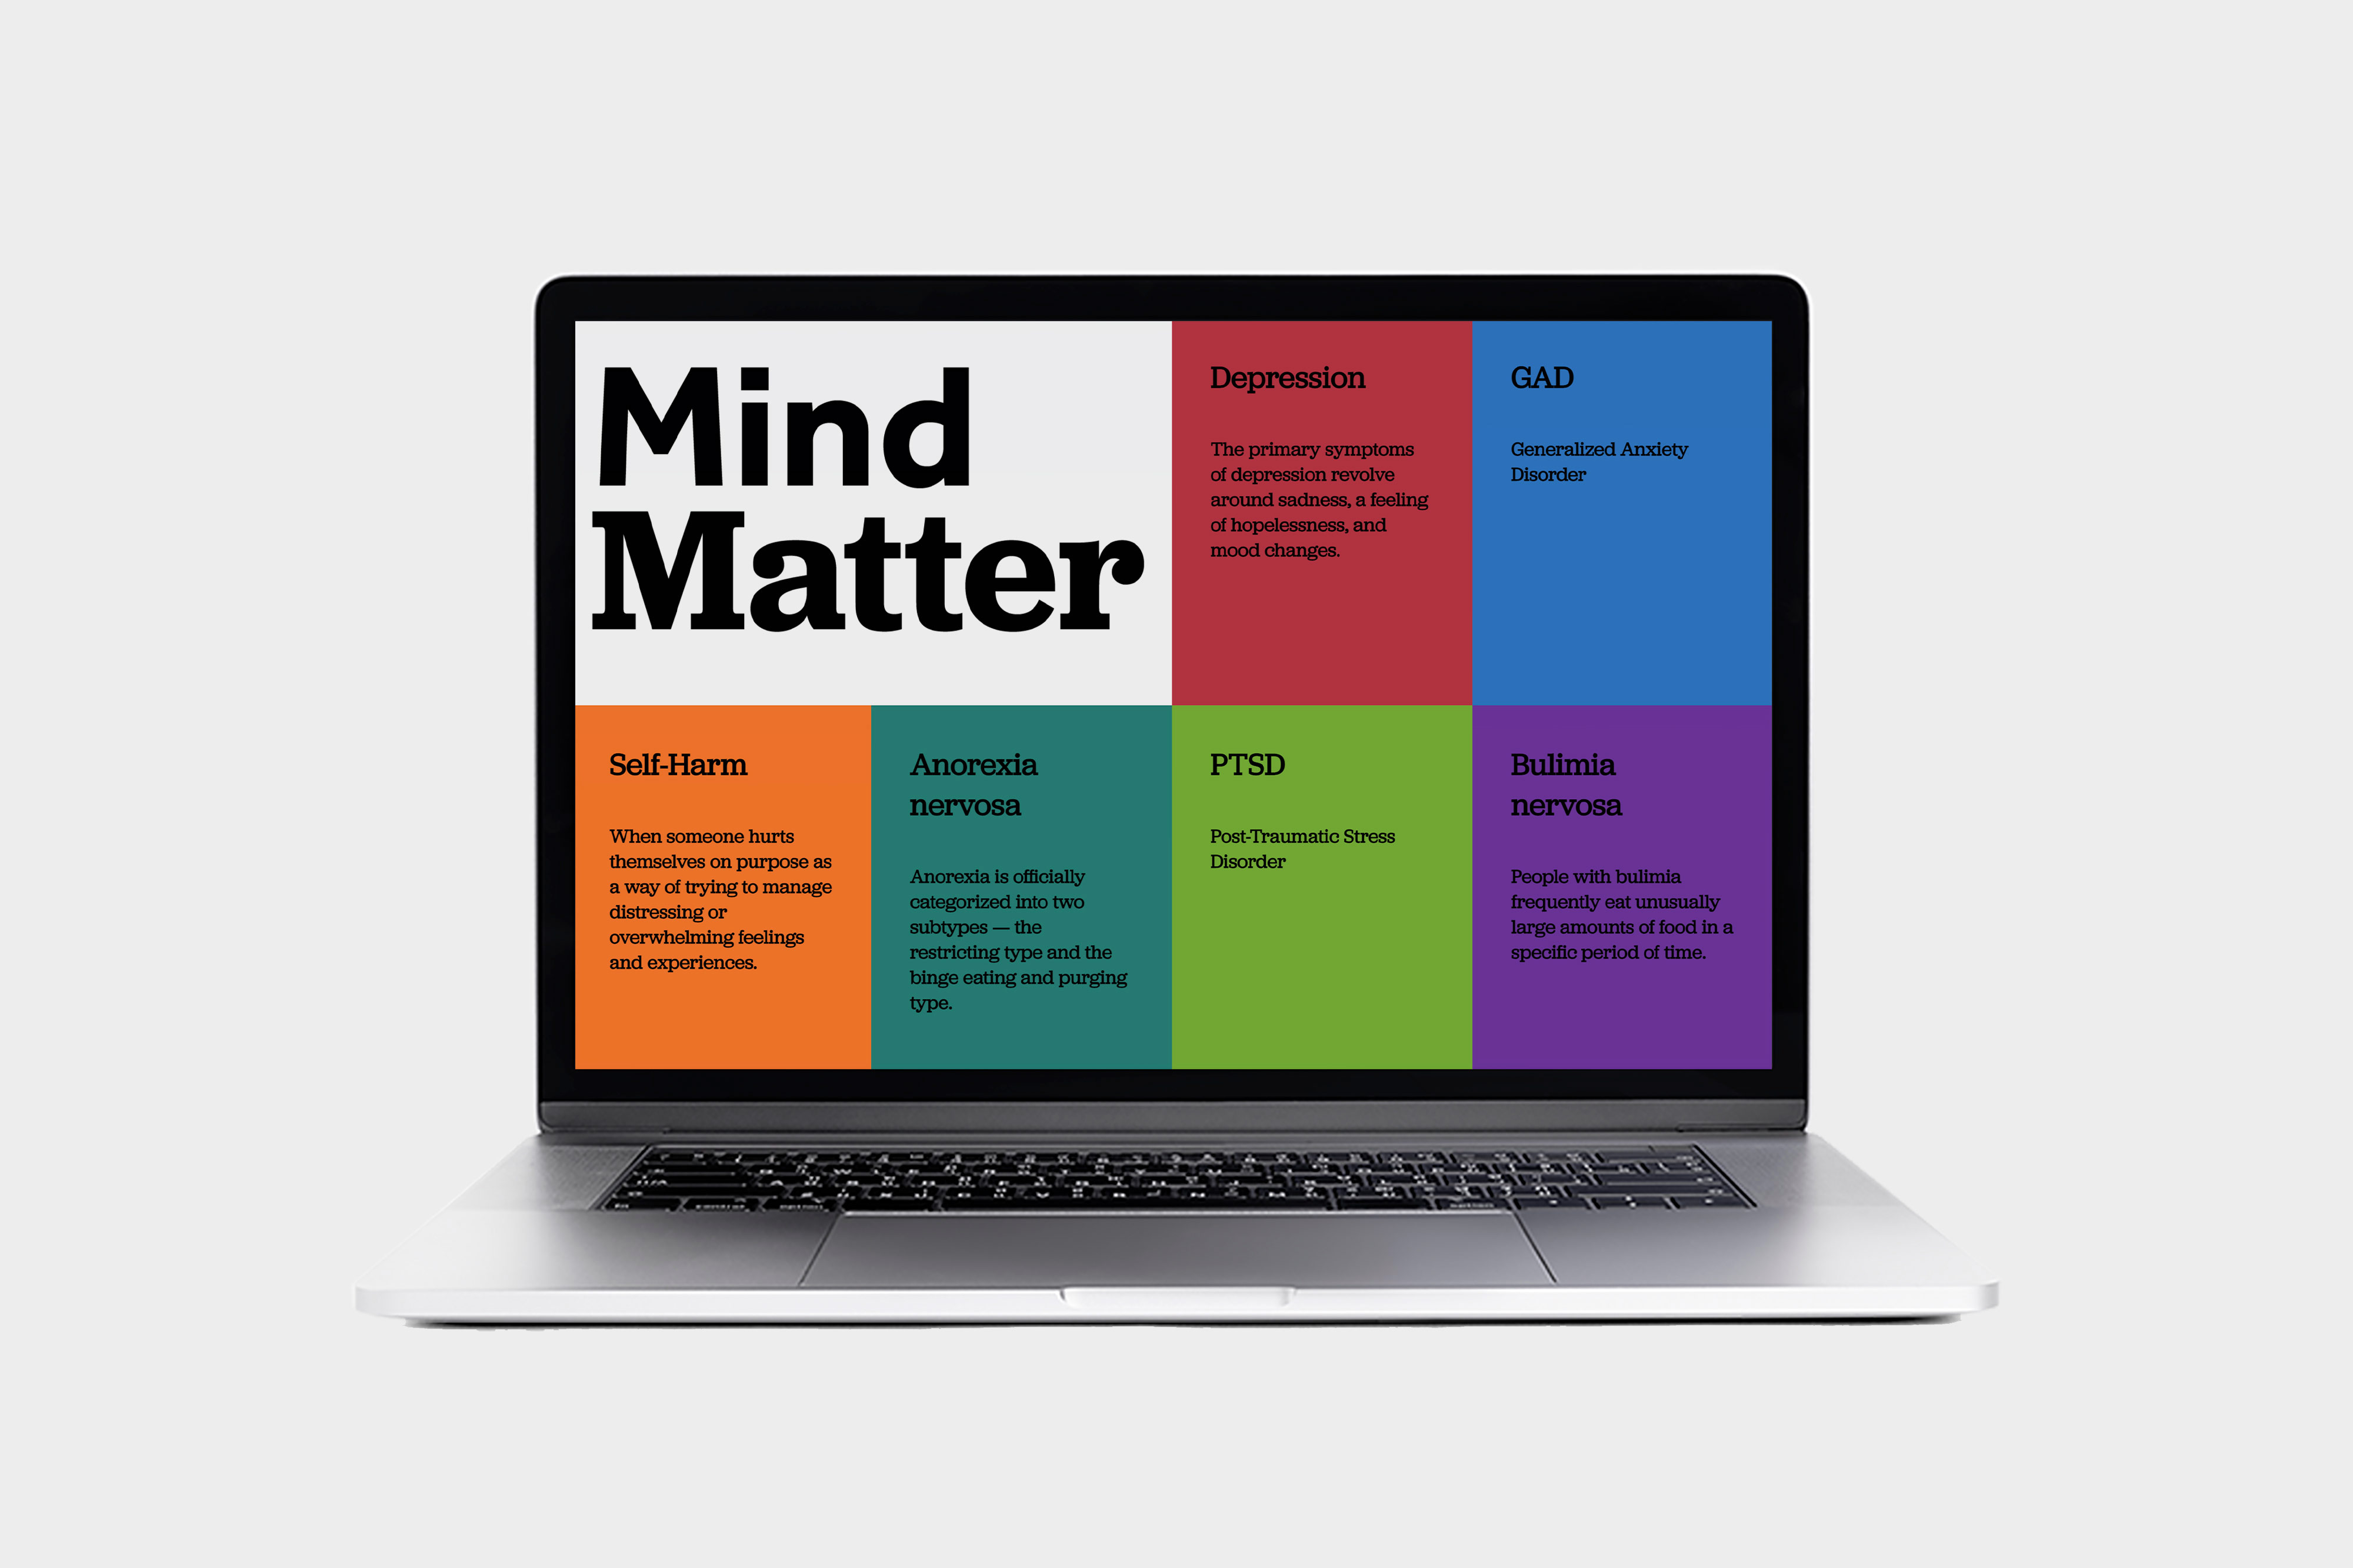 Mind
Matter
Depression
The primary symptoms
of depression revolve
around sadness, a feeling
of hopelessness, and
mood changes.
GAD
Generalized Anxiety
Disorder
Self-Harm
When someone hurts
themselves on purpose as
a way of trying to manage
distressing or
overwhelming feelings
and experiences.
Anorexia
nervosa
Anorexia is officially
categorized into two
subtypes — the
restricting type and the
binge eating and purging
type.
PTSD
Post-Traumatic Stress
Disorder
Bulimia
nervosa
People with bulimia
frequently eat unusually
large amounts of food in a
specific period of time.